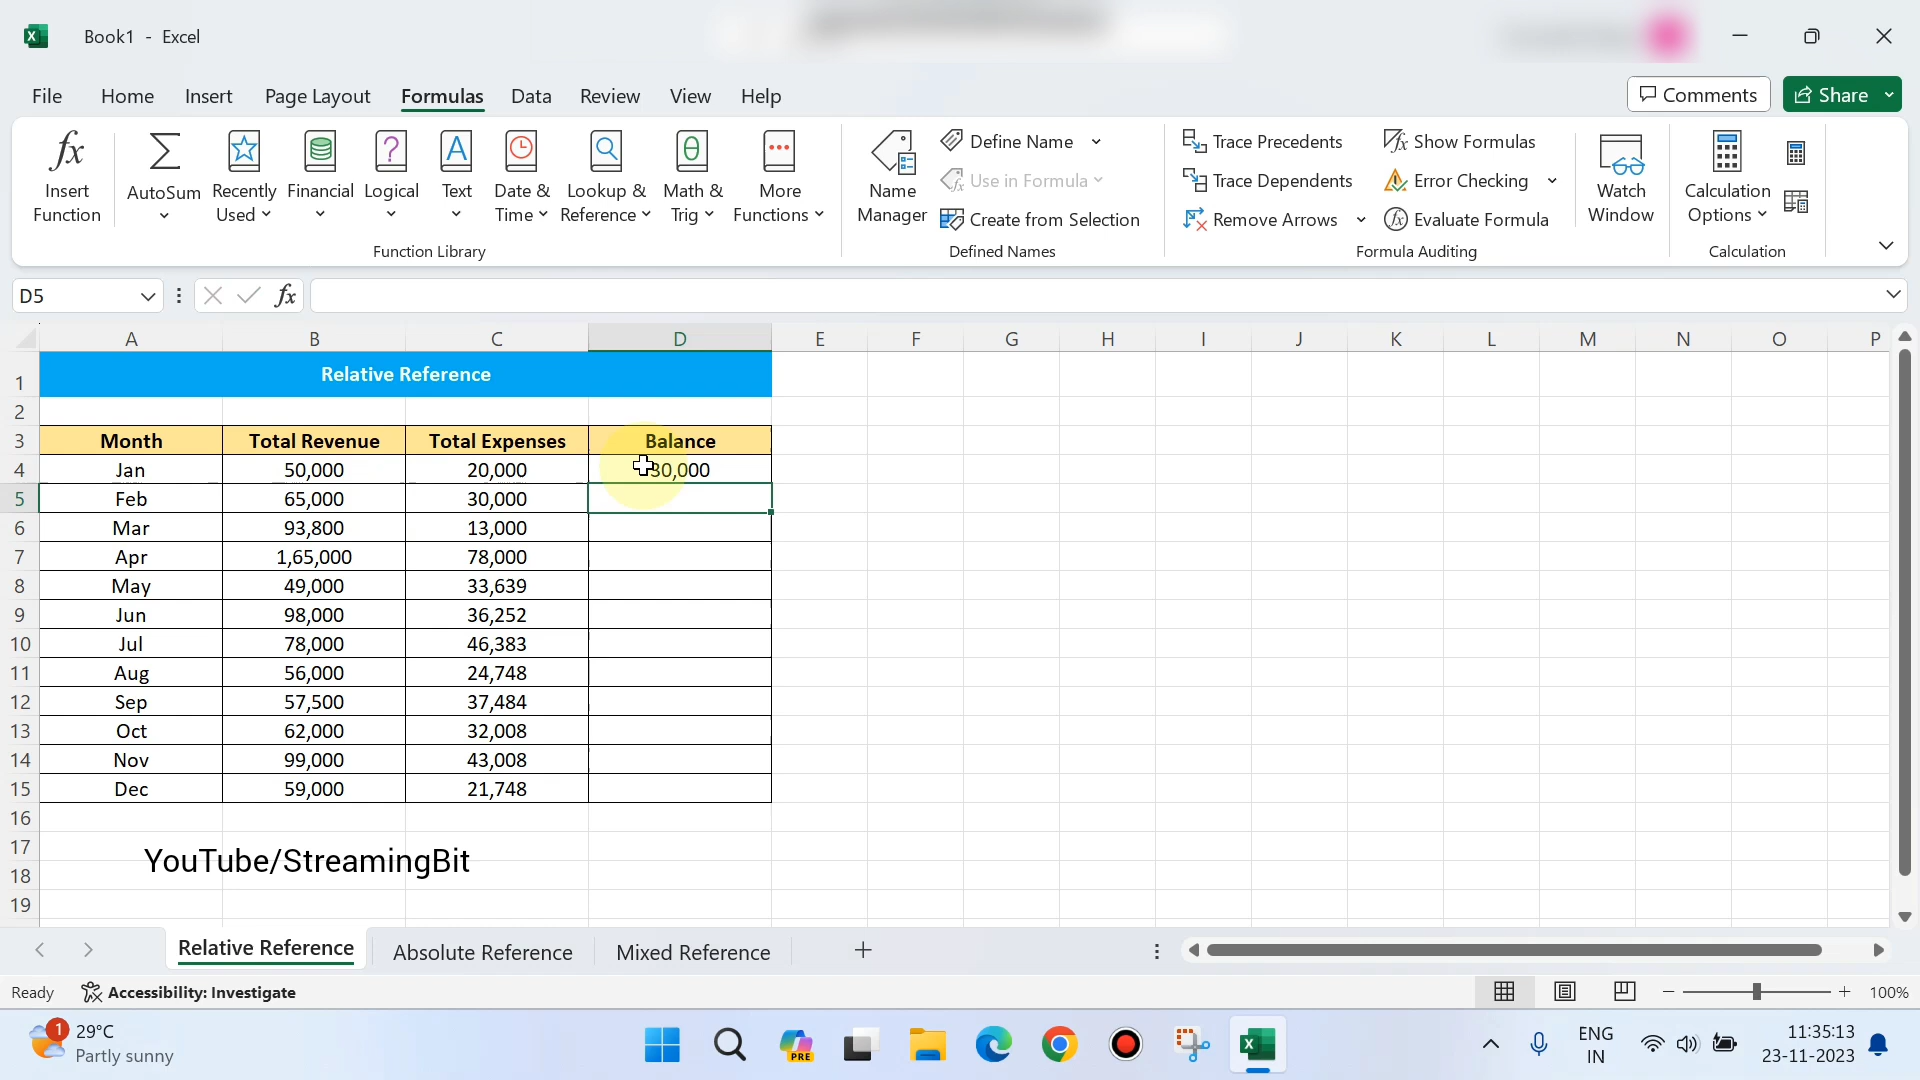 Book1 - Excel
File Home Insert Page Layout Formulas Data Review View Help Comments Share
Insert Function AutoSum Recently Used Financial Logical Text Date & Time Lookup & Reference Math & Trig More Functions
Function Library
Name Manager Define Name Use in Formula Create from Selection
Defined Names
Trace Precedents Trace Dependents Remove Arrows Show Formulas Error Checking Evaluate Formula
Formula Auditing
Watch Window
Calculation Options
Calculation
D5 fx
A B C D E F G H I J K L M N O P
1 Relative Reference
2
3 Month Total Revenue Total Expenses Balance
4 Jan 50,000 20,000 30,000
5 Feb 65,000 30,000
6 Mar 93,800 13,000
7 Apr 1,65,000 78,000
8 May 49,000 33,639
9 Jun 98,000 36,252
10 Jul 78,000 46,383
11 Aug 56,000 24,748
12 Sep 57,500 37,484
13 Oct 62,000 32,008
14 Nov 99,000 43,008
15 Dec 59,000 21,748
16
17
YouTube/StreamingBit
18
19
Relative Reference Absolute Reference Mixed Reference
Ready Accessibility: Investigate 100%
1 29°C
Partly sunny
PRE
ENG
IN
11:35:13
23-11-2023